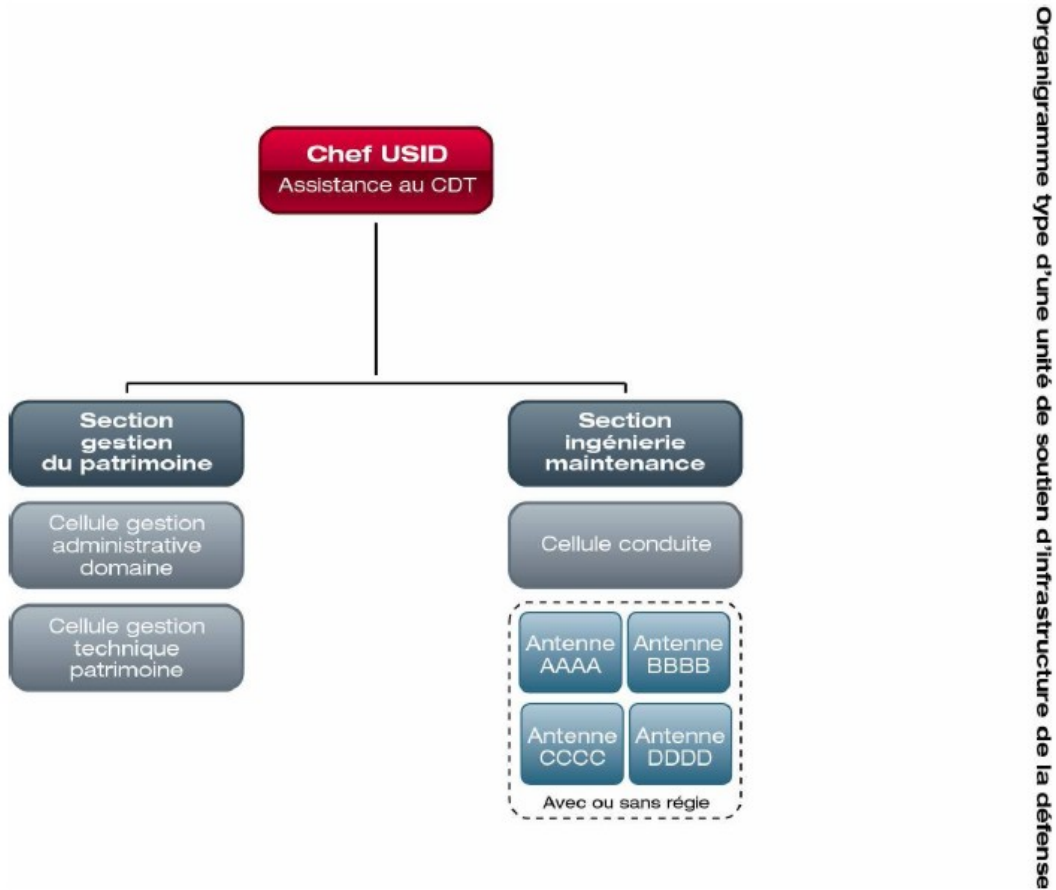 Organigramme type d'une unité de soutien d'infrastructure de la défense
Chef USID
Assistance au CDT
Section
gestion
du patrimoine
Cellule gestion
administrative
domaine
Cellule gestion
technique
patrimoine
Section
ingénierie
maintenance
Cellule conduite
Antenne
AAAA
Antenne
BBBB
Antenne
CCCC
Antenne
DDDD
Avec ou sans régie